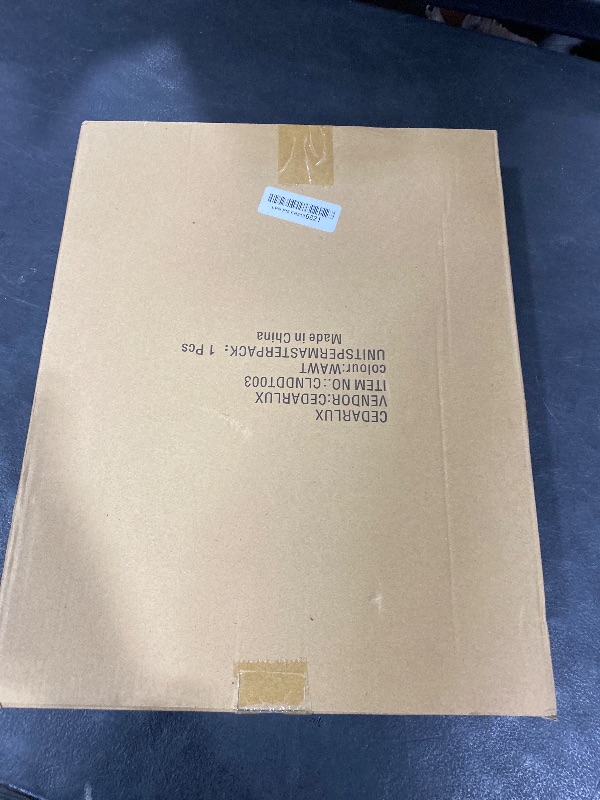 CEDARLUX
VENDOR:CEDARLUX
ITEM NO.:CLNDDT003
colour:WAWT
UNITSPERMASTERPACK: 1 Pcs
Made in China